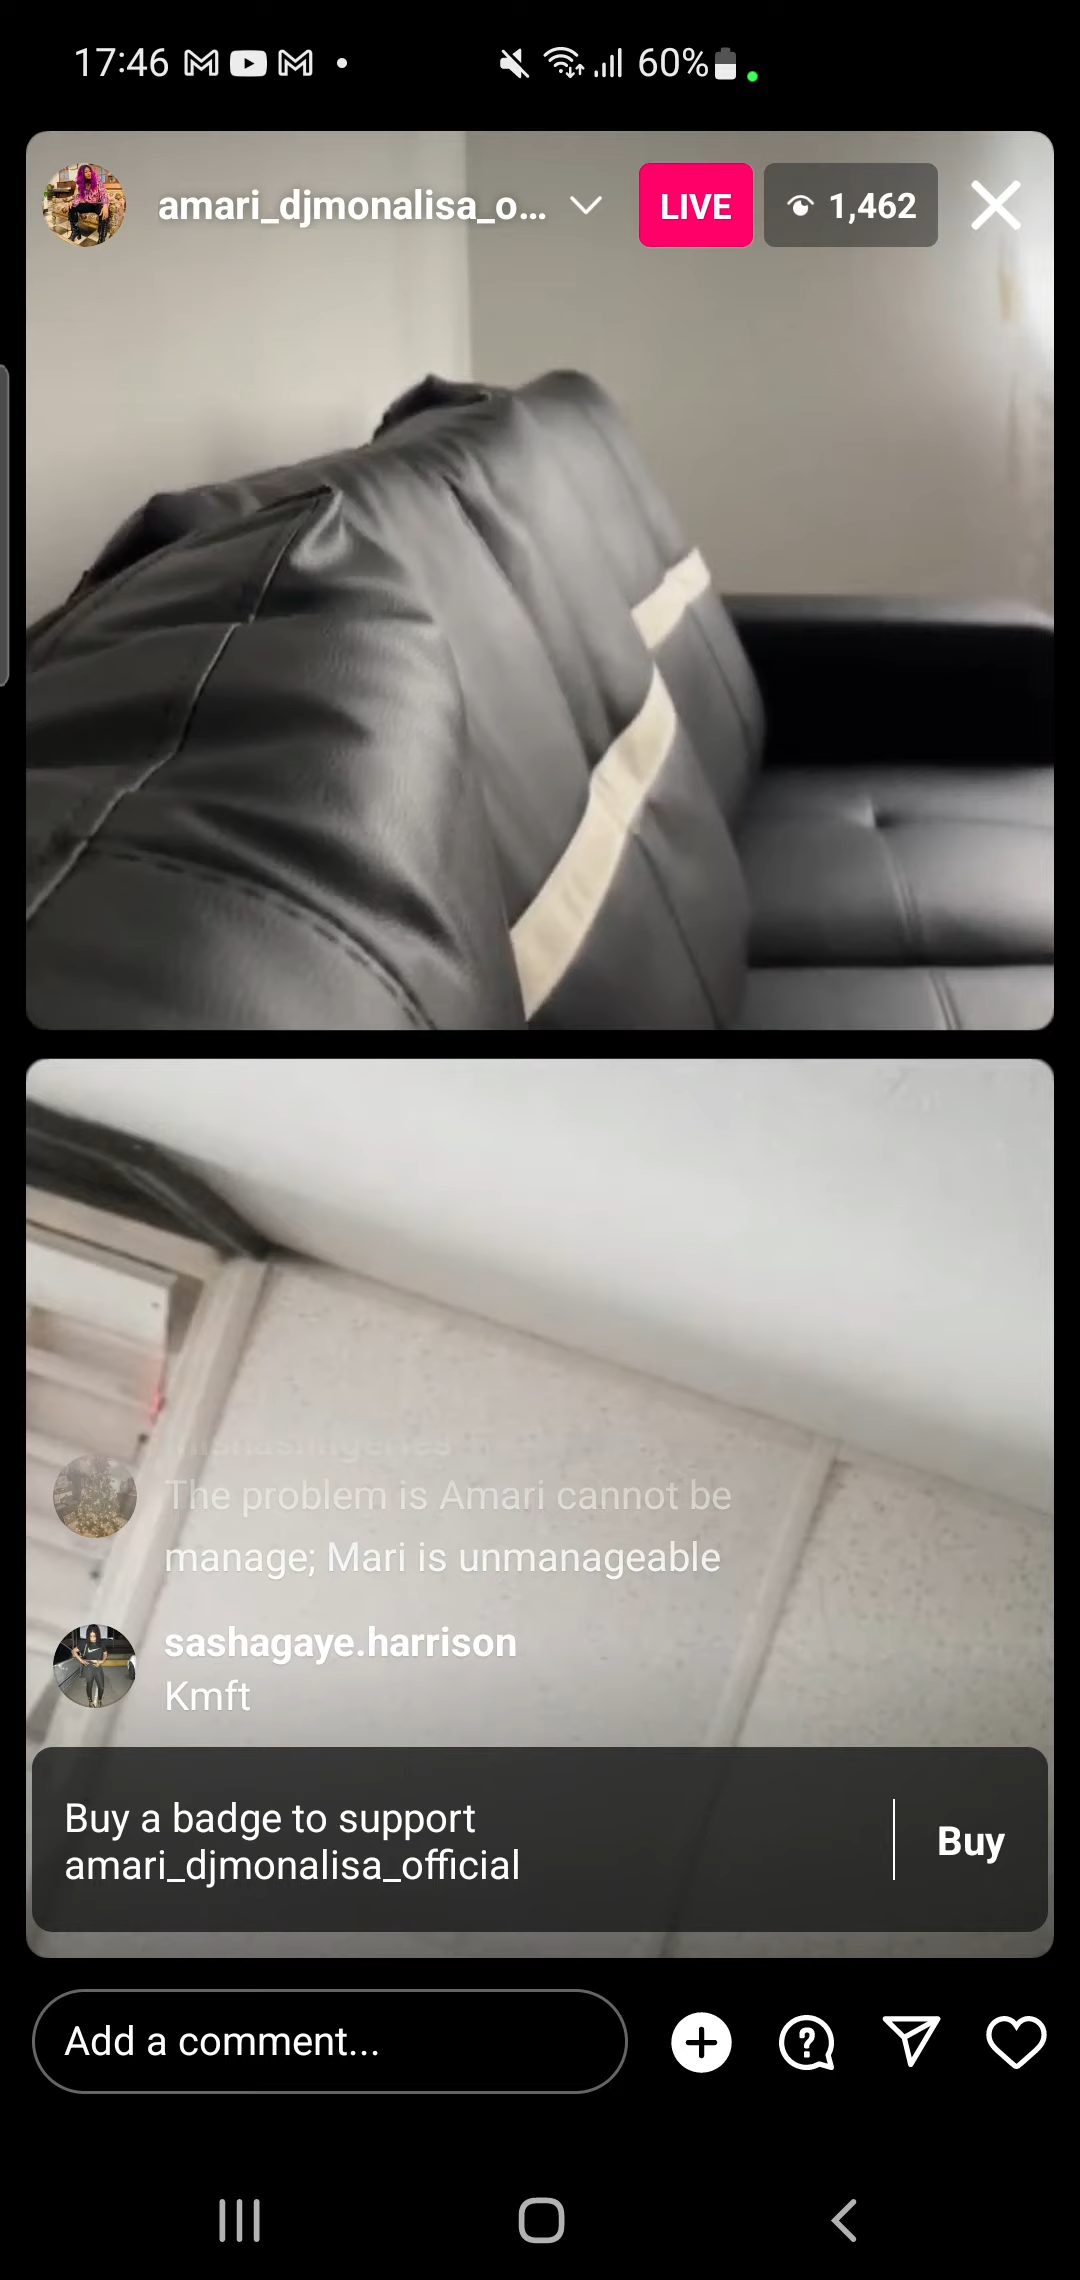 17:46
60%
amari_djmonalisa_o...
LIVE
1,462
The problem is Amari cannot be
manage; Mari is unmanageable
sashagaye.harrison
Kmft
Buy a badge to support
amari_djmonalisa_official
Buy
Add a comment...